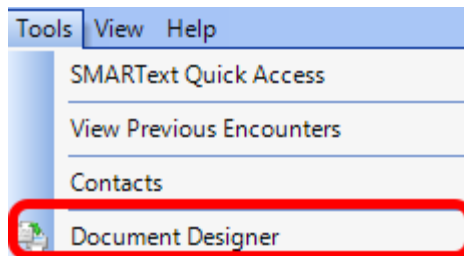 Tools View Help
SMARText Quick Access
View Previous Encounters
Contacts
Document Designer